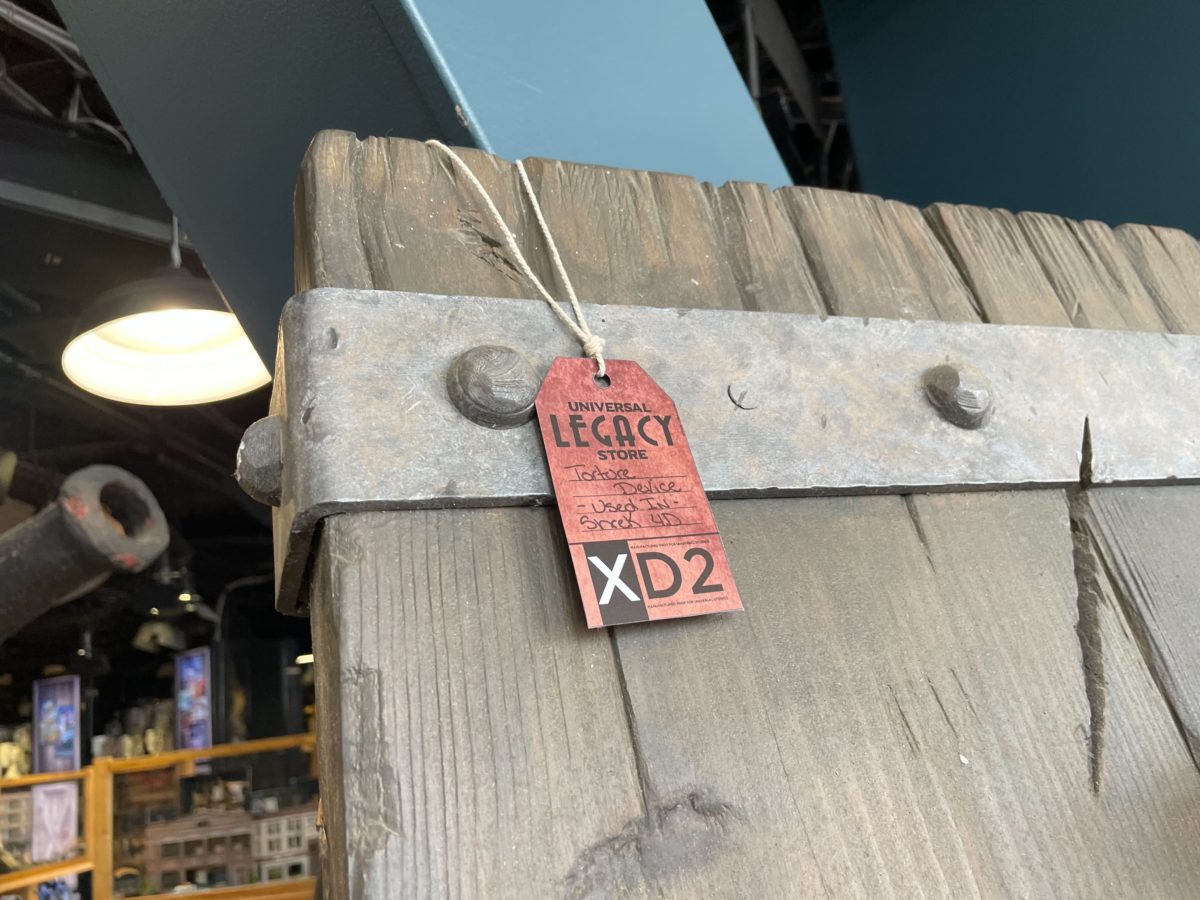 UNIVERSAL
LEGACY
STORE
Torture
Device
- Used IN -
Shrek 4D
XD2